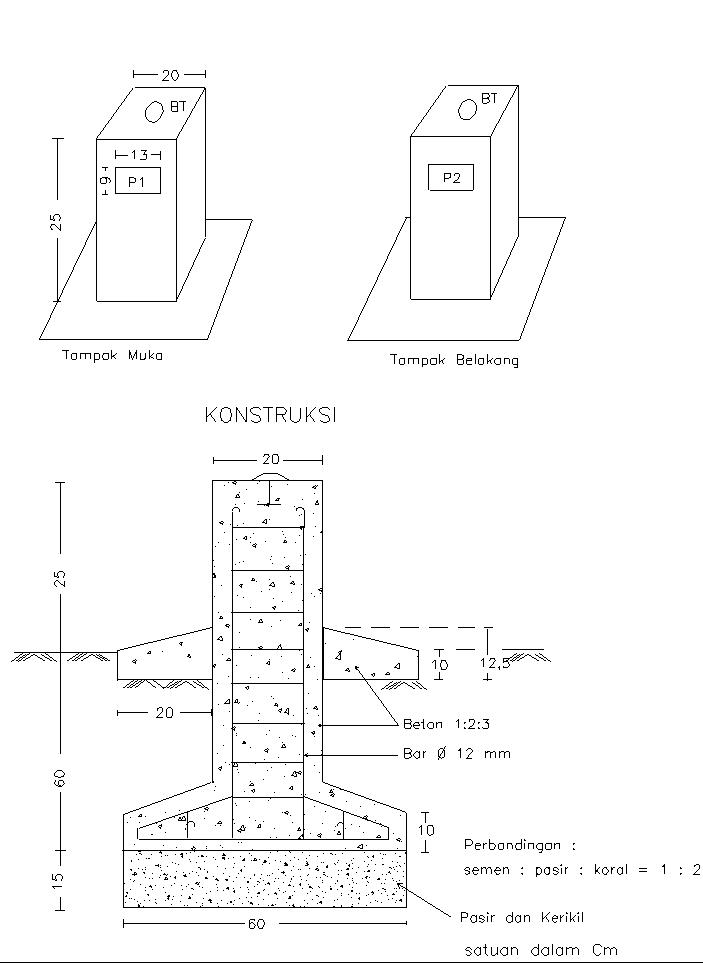 20
BT
BT
13
9
P1
P2
25
Tampak Muka
Tampak Belakang
KONSTRUKSI
20
25
10
12,5
20
Beton 1:2:3
Bar Ø 12 mm
60
10
Perbandingan :
semen : pasir : koral = 1 : 2
15
Pasir dan Kerikil
60
satuan dalam Cm